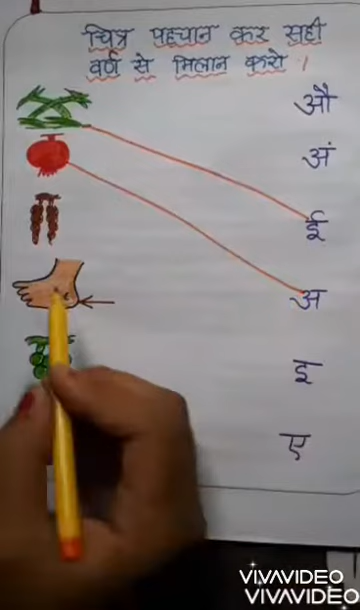 चित्र पहचान कर सही
वर्ण से मिलान करो ।
औ
अं
ई
अ
इ
ए
VIVAVIDEO
VIVAVIDEO